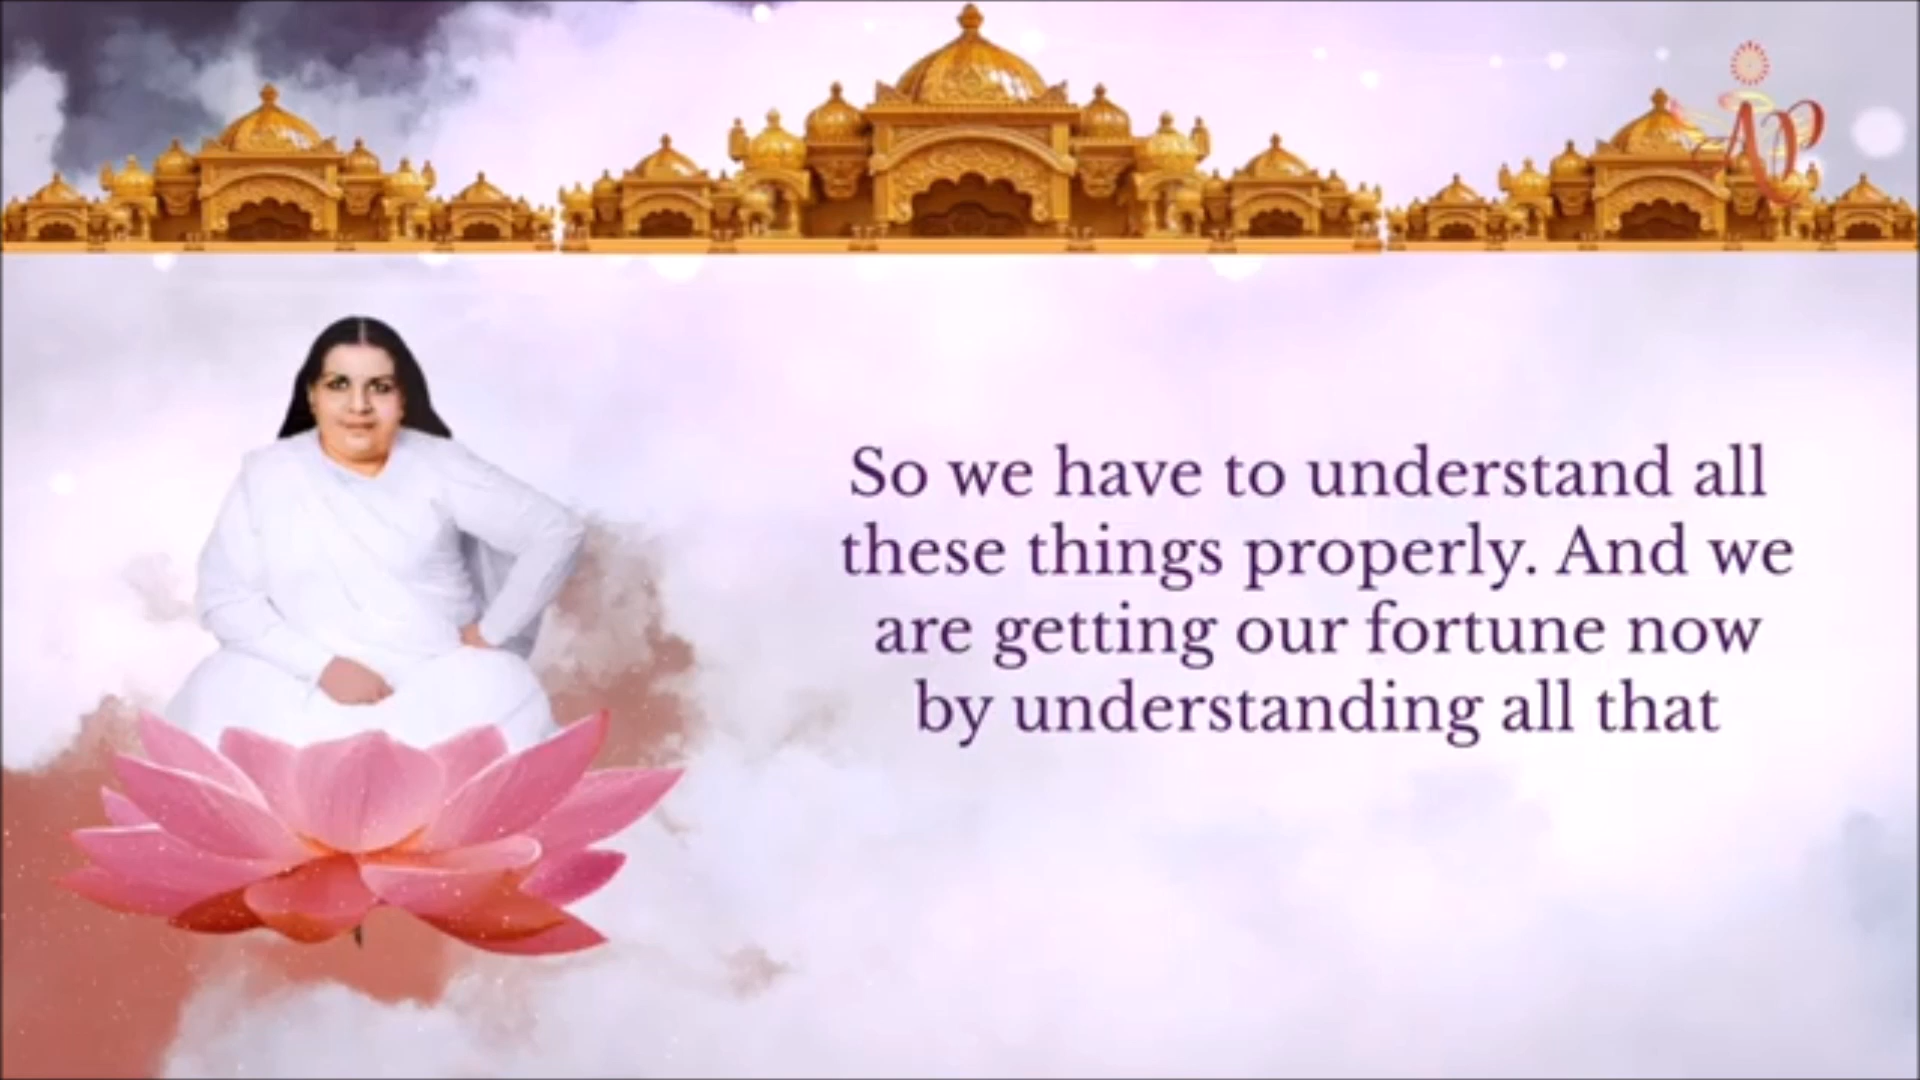 So we have to understand all
these things properly. And we
are getting our fortune now
by understanding all that